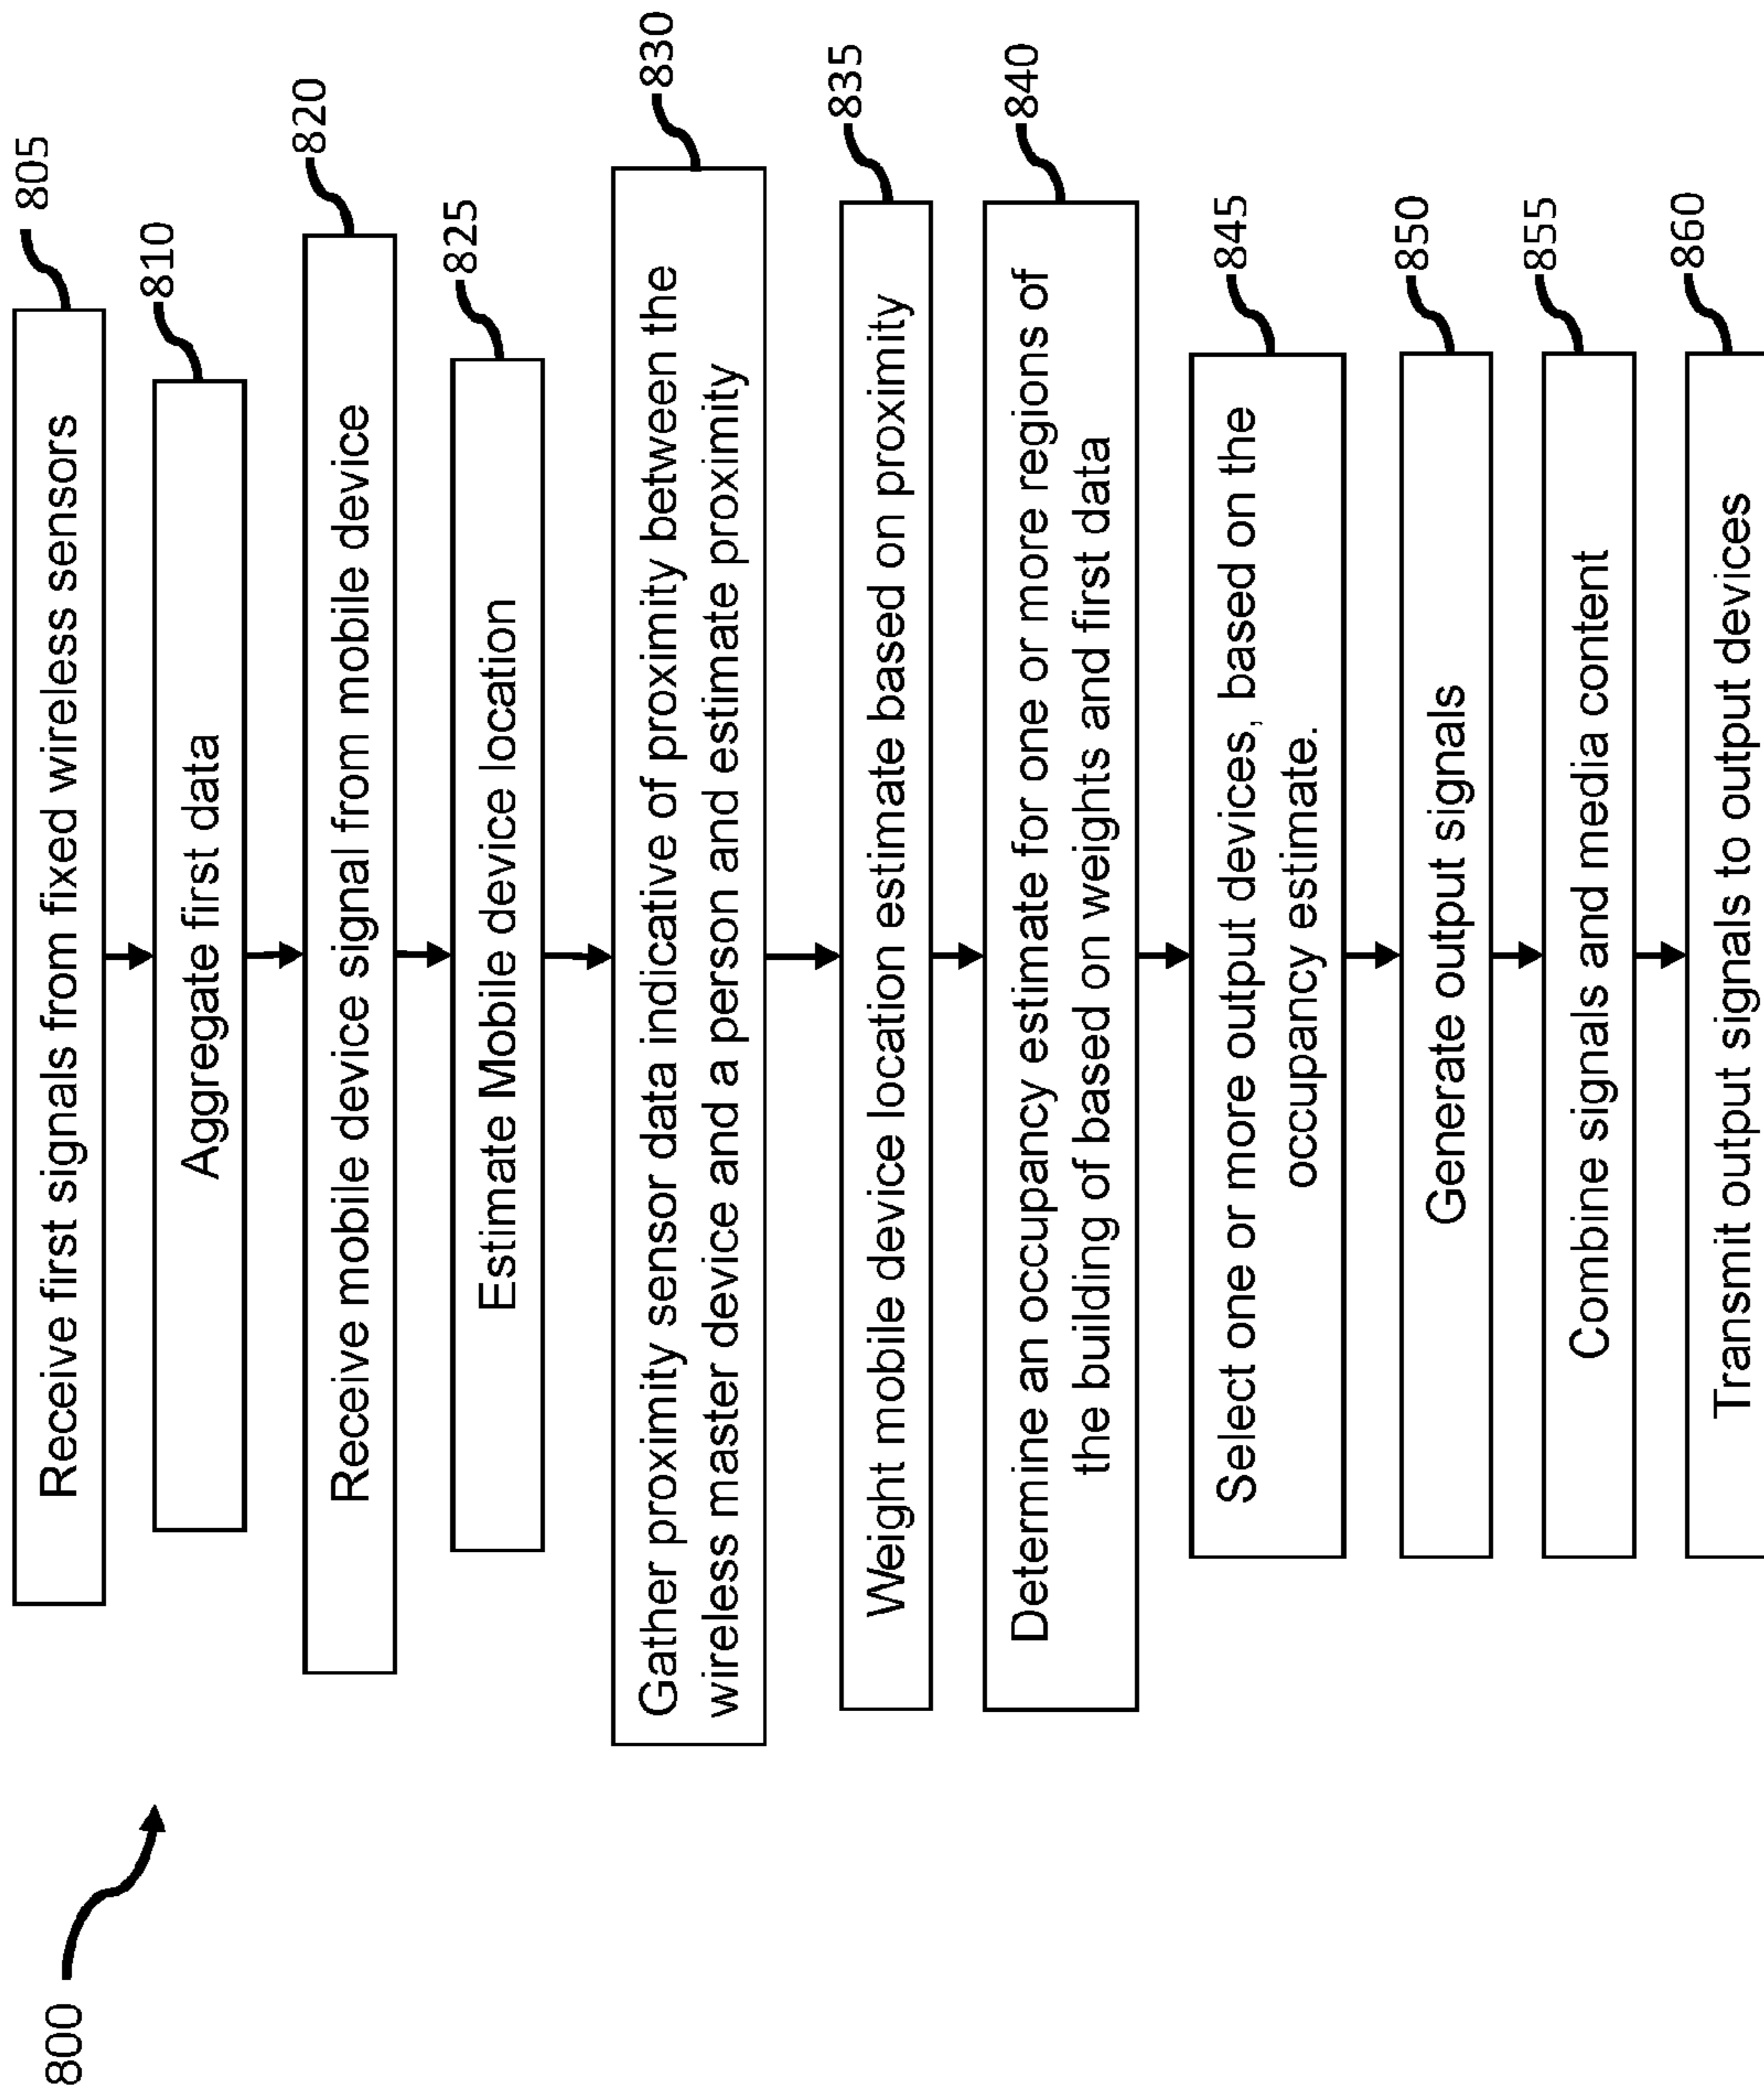 800
Receive first signals from fixed wireless sensors
805
Aggregate first data
810
Receive mobile device signal from mobile device
820
Estimate Mobile device location
825
Gather proximity sensor data indicative of proximity between the
wireless master device and a person and estimate proximity
830
Weight mobile device location estimate based on proximity
835
Determine an occupancy estimate for one or more regions of
the building of based on weights and first data
840
Select one or more output devices, based on the
occupancy estimate.
845
Generate output signals
850
Combine signals and media content
855
Transmit output signals to output devices
860